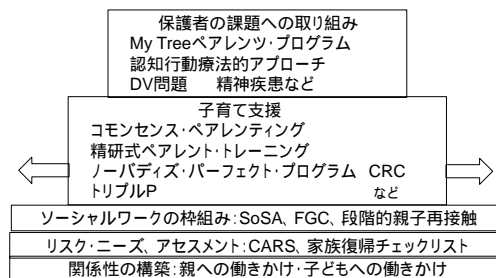 保護者の課題への取り組み
My Treeペアレンツ・プログラム
認知行動療法的アプローチ
DV問題　精神疾患など
子育て支援
コモンセンス・ペアレンティング
精研式ペアレント・トレーニング
ノーバディズ・パーフェクト・プログラム　CRC
トリプルP　など
ソーシャルワークの枠組み:SoSA、FGC、段階的親子再接触
リスク・ニーズ、アセスメント:CARS、家族復帰チェックリスト
関係性の構築:親への働きかけ・子どもへの働きかけ